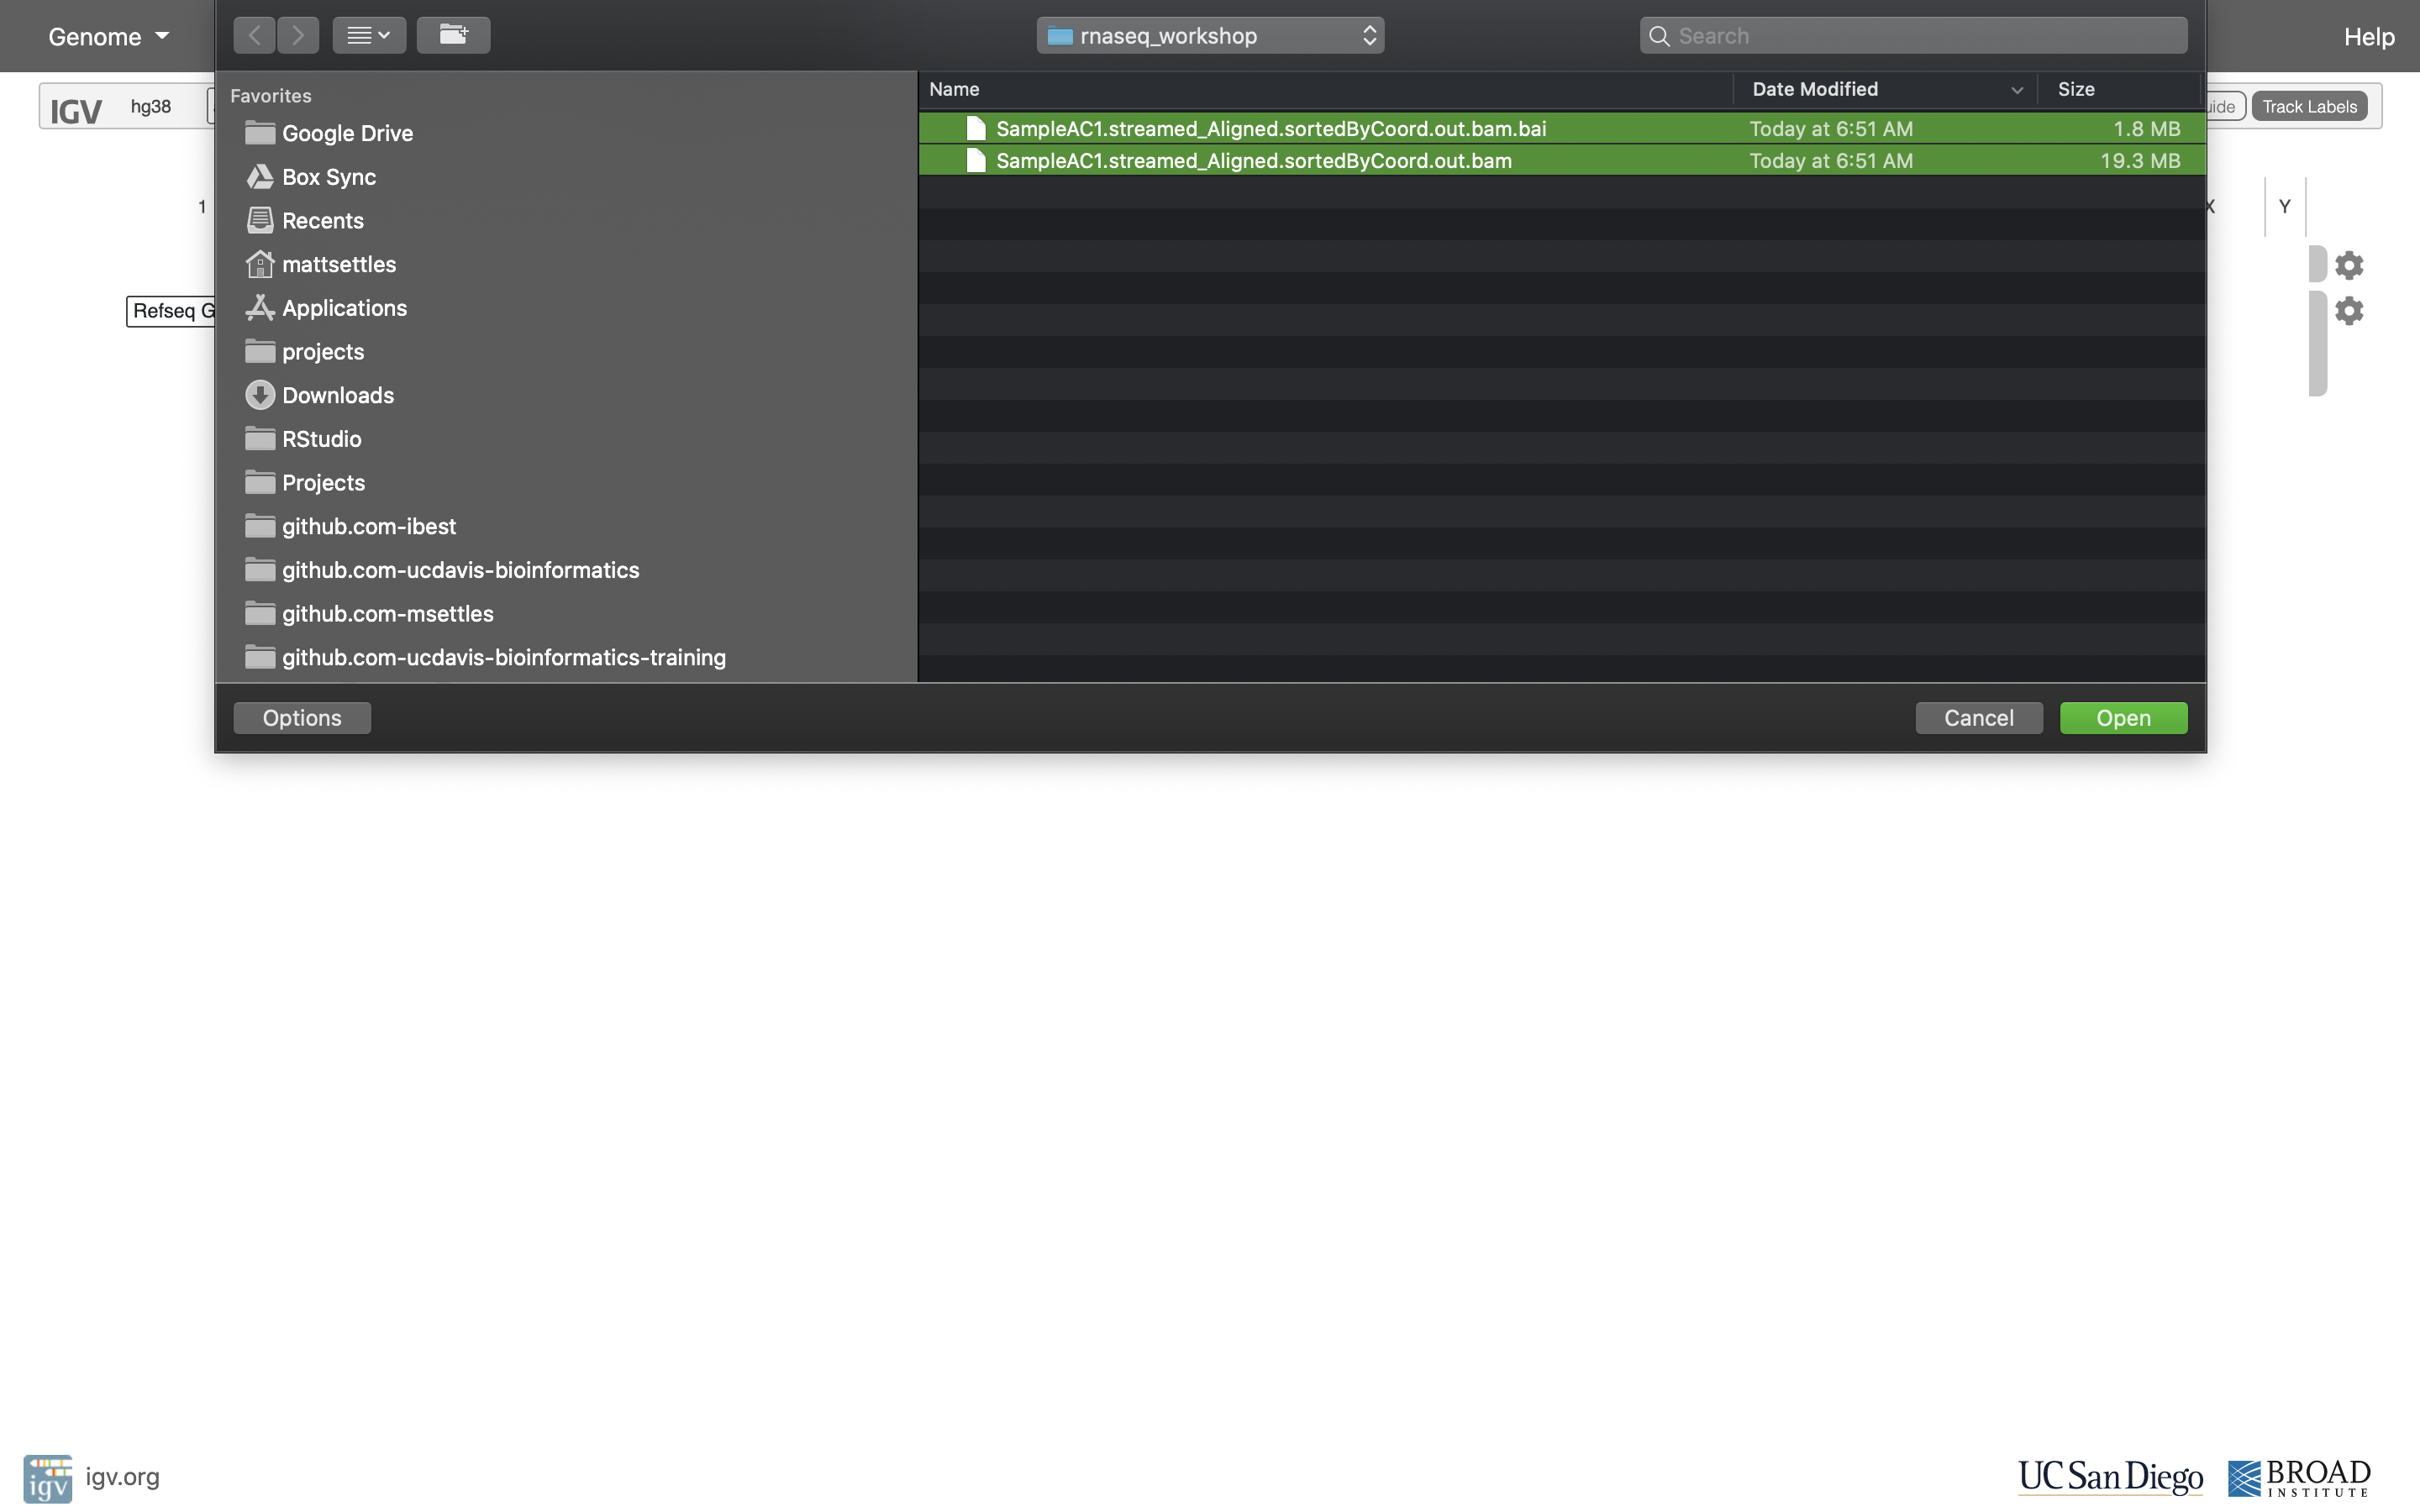 Genome
rnaseq_workshop
Search
Help
IGV hg38
Track Labels
Favorites
Google Drive
Box Sync
Recents
mattsettles
Applications
projects
Downloads
RStudio
Projects
github.com-ibest
github.com-ucdavis-bioinformatics
github.com-msettles
github.com-ucdavis-bioinformatics-training
Name Date Modified Size
SampleAC1.streamed_Aligned.sortedByCoord.out.bam.bai Today at 6:51 AM 1.8 MB
SampleAC1.streamed_Aligned.sortedByCoord.out.bam Today at 6:51 AM 19.3 MB
1 X Y
Refseq G
Options Cancel Open
igv igv.org
UC San Diego
BROAD
INSTITUTE